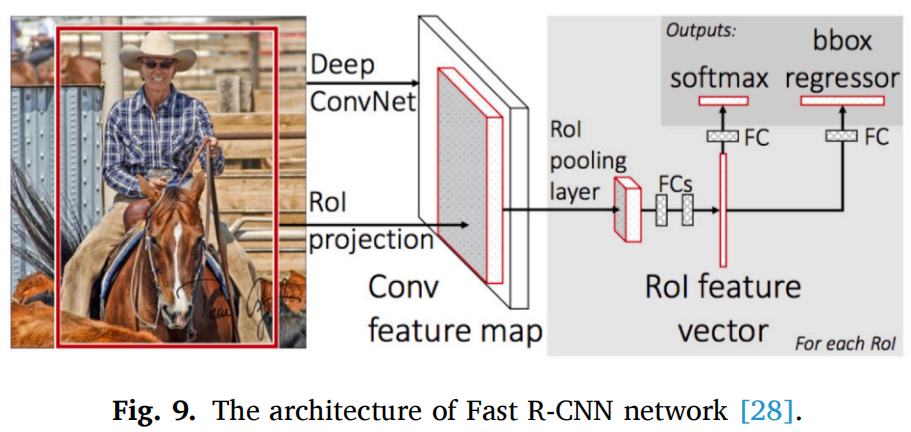 Deep
ConvNet
RoI
projection
Conv
feature map
RoI
pooling
layer
FCs
RoI feature
vector
For each RoI
Outputs:
softmax
bbox
regressor
FC
FC
Fig. 9. The architecture of Fast R-CNN network [28].